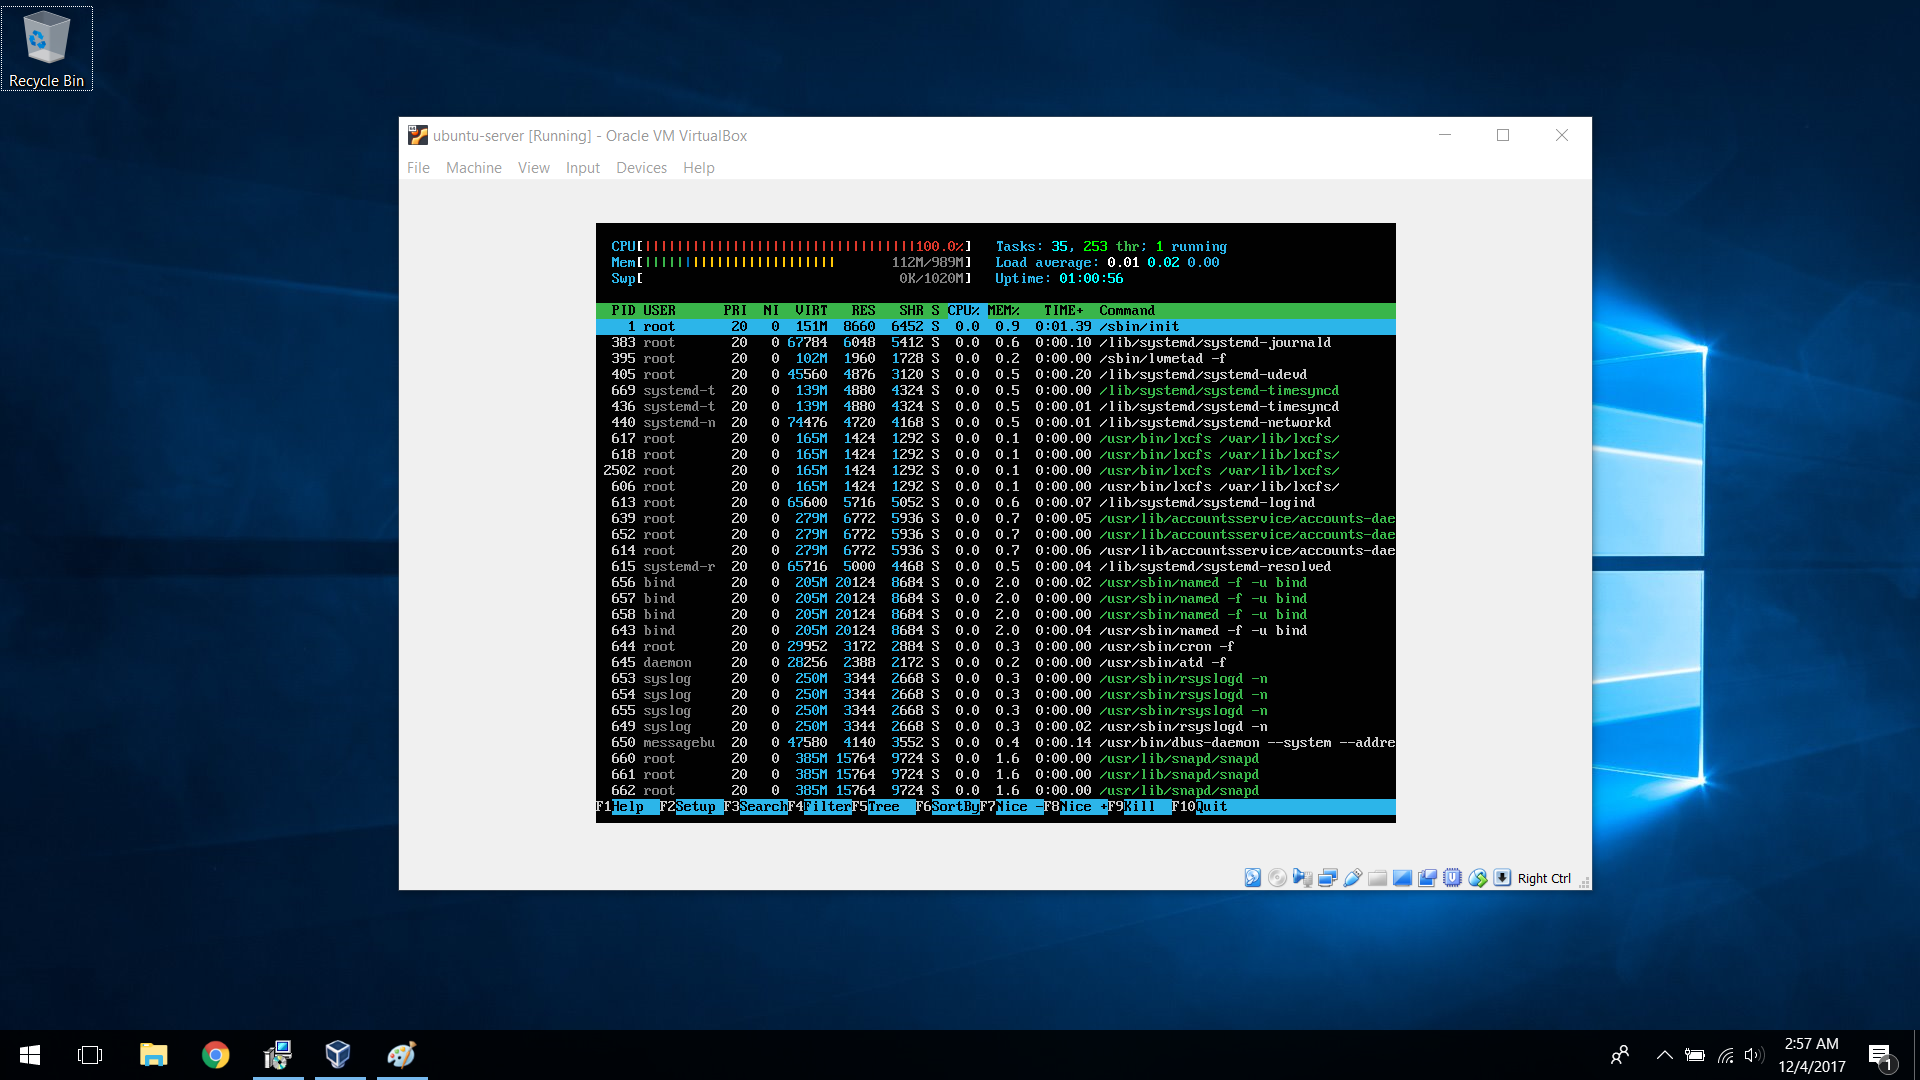 Recycle Bin
ubuntu-server [Running] - Oracle VM VirtualBox
File Machine View Input Devices Help
CPU[||||||||||||||||||||||||||||||||||100.0%] Tasks: 35, 253 thr; 1 running
Mem[|||||||||||||||||||||||| 112M/989M] Load average: 0.01 0.02 0.00
Swp[ 0K/1020M] Uptime: 01:00:56
PID USER PRI NI VIRT RES SHR S CPU% MEM% TIME+ Command
1 root 20 0 151M 8660 6452 S 0.0 0.9 0:01.39 /sbin/init
383 root 20 0 67784 6048 5412 S 0.0 0.6 0:00.10 /lib/systemd/systemd-journald
395 root 20 0 102M 1960 1728 S 0.0 0.2 0:00.00 /sbin/lvmetad -f
405 root 20 0 45560 4876 3120 S 0.0 0.5 0:00.20 /lib/systemd/systemd-udevd
669 systemd-t 20 0 139M 4880 4324 S 0.0 0.5 0:00.00 /lib/systemd/systemd-timesyncd
436 systemd-t 20 0 139M 4880 4324 S 0.0 0.5 0:00.01 /lib/systemd/systemd-timesyncd
440 systemd-n 20 0 74476 4720 4168 S 0.0 0.5 0:00.01 /lib/systemd/systemd-networkd
617 root 20 0 165M 1424 1292 S 0.0 0.1 0:00.00 /usr/bin/lxcfs /var/lib/lxcfs/
618 root 20 0 165M 1424 1292 S 0.0 0.1 0:00.00 /usr/bin/lxcfs /var/lib/lxcfs/
2502 root 20 0 165M 1424 1292 S 0.0 0.1 0:00.00 /usr/bin/lxcfs /var/lib/lxcfs/
606 root 20 0 165M 1424 1292 S 0.0 0.1 0:00.00 /usr/bin/lxcfs /var/lib/lxcfs/
613 root 20 0 65600 5716 5052 S 0.0 0.6 0:00.07 /lib/systemd/systemd-logind
639 root 20 0 279M 6772 5936 S 0.0 0.7 0:00.05 /usr/lib/accountsservice/accounts-dae
652 root 20 0 279M 6772 5936 S 0.0 0.7 0:00.00 /usr/lib/accountsservice/accounts-dae
614 root 20 0 279M 6772 5936 S 0.0 0.7 0:00.06 /usr/lib/accountsservice/accounts-dae
615 systemd-r 20 0 65716 5000 4468 S 0.0 0.5 0:00.04 /lib/systemd/systemd-resolved
656 bind 20 0 205M 20124 8684 S 0.0 2.0 0:00.02 /usr/sbin/named -f -u bind
657 bind 20 0 205M 20124 8684 S 0.0 2.0 0:00.00 /usr/sbin/named -f -u bind
658 bind 20 0 205M 20124 8684 S 0.0 2.0 0:00.00 /usr/sbin/named -f -u bind
643 bind 20 0 205M 20124 8684 S 0.0 2.0 0:00.04 /usr/sbin/named -f -u bind
644 root 20 0 29952 3172 2884 S 0.0 0.3 0:00.00 /usr/sbin/cron -f
645 daemon 20 0 28256 2388 2172 S 0.0 0.2 0:00.00 /usr/sbin/atd -f
653 syslog 20 0 250M 3344 2668 S 0.0 0.3 0:00.00 /usr/sbin/rsyslogd -n
654 syslog 20 0 250M 3344 2668 S 0.0 0.3 0:00.00 /usr/sbin/rsyslogd -n
655 syslog 20 0 250M 3344 2668 S 0.0 0.3 0:00.00 /usr/sbin/rsyslogd -n
649 syslog 20 0 250M 3344 2668 S 0.0 0.3 0:00.02 /usr/sbin/rsyslogd -n
650 messagebu 20 0 47580 4140 3552 S 0.0 0.4 0:00.14 /usr/bin/dbus-daemon --system --addre
660 root 20 0 385M 15764 9724 S 0.0 1.6 0:00.00 /usr/lib/snapd/snapd
661 root 20 0 385M 15764 9724 S 0.0 1.6 0:00.00 /usr/lib/snapd/snapd
662 root 20 0 385M 15764 9724 S 0.0 1.6 0:00.00 /usr/lib/snapd/snapd
F1Help F2Setup F3SearchF4FilterF5Tree F6SortByF7Nice -F8Nice +F9Kill F10Quit
Right Ctrl
2:57 AM
12/4/2017
1